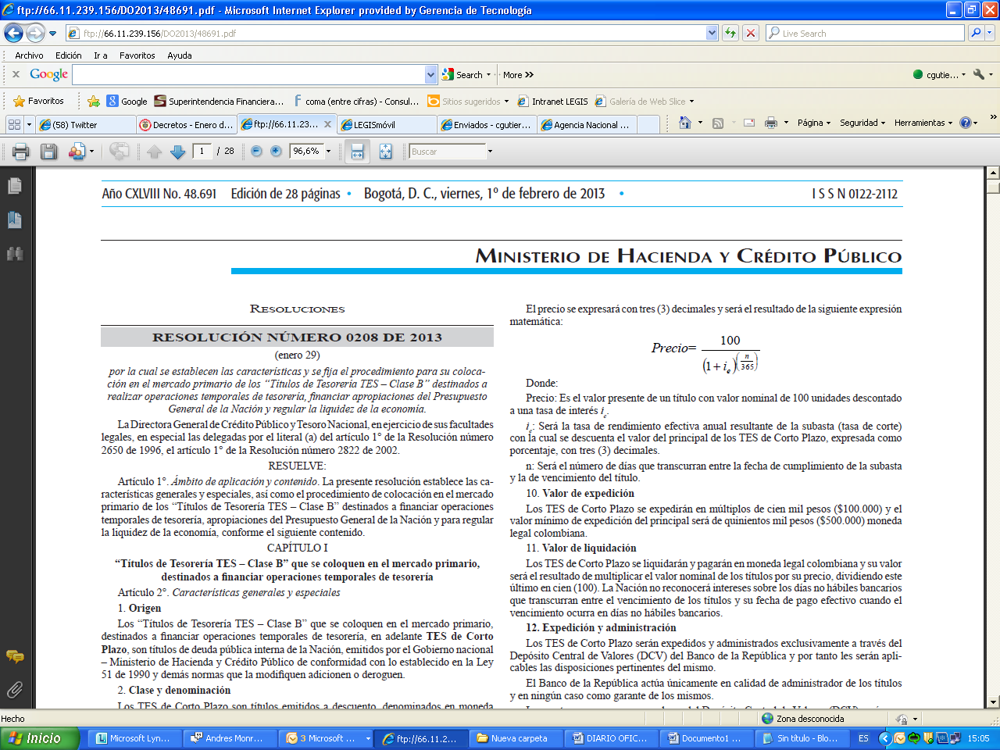 ftp://66.11.239.156/DO2013/48691.pdf - Microsoft Internet Explorer provided by Gerencia de Tecnología
ftp://66.11.239.156/DO2013/48691.pdf
Live Search
Archivo Edición Ir a Favoritos Ayuda
x Google Search More cgutie...
Favoritos Google Superintendencia Financiera... coma (entre cifras) - Consul... Sitios sugeridos Intranet LEGIS Galería de Web Slice
(58) Twitter Decretos - Enero d... ftp://66.11.23... LEGISmóvil Enviados - cgutier... Agencia Nacional ... Página Seguridad Herramientas
1 / 28 96,6% Buscar
Año CXLVIII No. 48.691 Edición de 28 páginas • Bogotá, D. C., viernes, 1º de febrero de 2013 • I S S N 0122-2112
Ministerio de Hacienda y Crédito Público
Resoluciones
RESOLUCIÓN NÚMERO 0208 DE 2013
(enero 29)
por la cual se establecen las características y se fija el procedimiento para su coloca-
ción en el mercado primario de los “Títulos de Tesorería TES – Clase B” destinados a
realizar operaciones temporales de tesorería, financiar apropiaciones del Presupuesto
General de la Nación y regular la liquidez de la economía.
La Directora General de Crédito Público y Tesoro Nacional, en ejercicio de sus facultades
legales, en especial las delegadas por el literal (a) del artículo 1° de la Resolución número
2650 de 1996, el artículo 1° de la Resolución número 2822 de 2002.
RESUELVE:
Artículo 1°. Ámbito de aplicación y contenido. La presente resolución establece las ca-
racterísticas generales y especiales, así como el procedimiento de colocación en el mercado
primario de los “Títulos de Tesorería TES – Clase B” destinados a financiar operaciones
temporales de tesorería, apropiaciones del Presupuesto General de la Nación y para regular
la liquidez de la economía, conforme el siguiente contenido.
CAPÍTULO I
“Títulos de Tesorería TES – Clase B” que se coloquen en el mercado primario,
destinados a financiar operaciones temporales de tesorería
Artículo 2°. Características generales y especiales
1. Origen
Los “Títulos de Tesorería TES – Clase B” que se coloquen en el mercado primario,
destinados a financiar operaciones temporales de tesorería, en adelante TES de Corto
Plazo, son títulos de deuda pública interna de la Nación, emitidos por el Gobierno nacional
– Ministerio de Hacienda y Crédito Público de conformidad con lo establecido en la Ley
51 de 1990 y demás normas que la modifiquen adicionen o deroguen.
2. Clase y denominación
Los TES de Corto Plazo son títulos emitidos a descuento, denominados en moneda
El precio se expresará con tres (3) decimales y será el resultado de la siguiente expresión
matemática:
Precio= 100
(1 + i e) (n/365)
Donde:
Precio: Es el valor presente de un título con valor nominal de 100 unidades descontado
a una tasa de interés i e.
i e: Será la tasa de rendimiento efectiva anual resultante de la subasta (tasa de corte)
con la cual se descuenta el valor del principal de los TES de Corto Plazo, expresada como
porcentaje, con tres (3) decimales.
n: Será el número de días que transcurran entre la fecha de cumplimiento de la subasta
y la de vencimiento del título.
10. Valor de expedición
Los TES de Corto Plazo se expedirán en múltiplos de cien mil pesos ($100.000) y el
valor mínimo de expedición del principal será de quinientos mil pesos ($500.000) moneda
legal colombiana.
11. Valor de liquidación
Los TES de Corto Plazo se liquidarán y pagarán en moneda legal colombiana y su valor
será el resultado de multiplicar el valor nominal de los títulos por su precio, dividiendo este
último en cien (100). La Nación no reconocerá intereses sobre los días no hábiles bancarios
que transcurran entre el vencimiento de los títulos y su fecha de pago efectivo cuando el
vencimiento ocurra en días no hábiles bancarios.
12. Expedición y administración
Los TES de Corto Plazo serán expedidos y administrados exclusivamente a través del
Depósito Central de Valores (DCV) del Banco de la República y por tanto les serán apli-
cables las disposiciones pertinentes del mismo.
El Banco de la República actúa únicamente en calidad de administrador de los títulos
y en ningún caso como garante de los mismos.
Hecho Zona desconocida
Inicio Microsoft Lyn... Andres Monr... 3 Microsoft ... ftp://66.11.2... Nueva carpeta DIARIO OFIC... Documento1 ... Sin título - Blo... ES 15:05